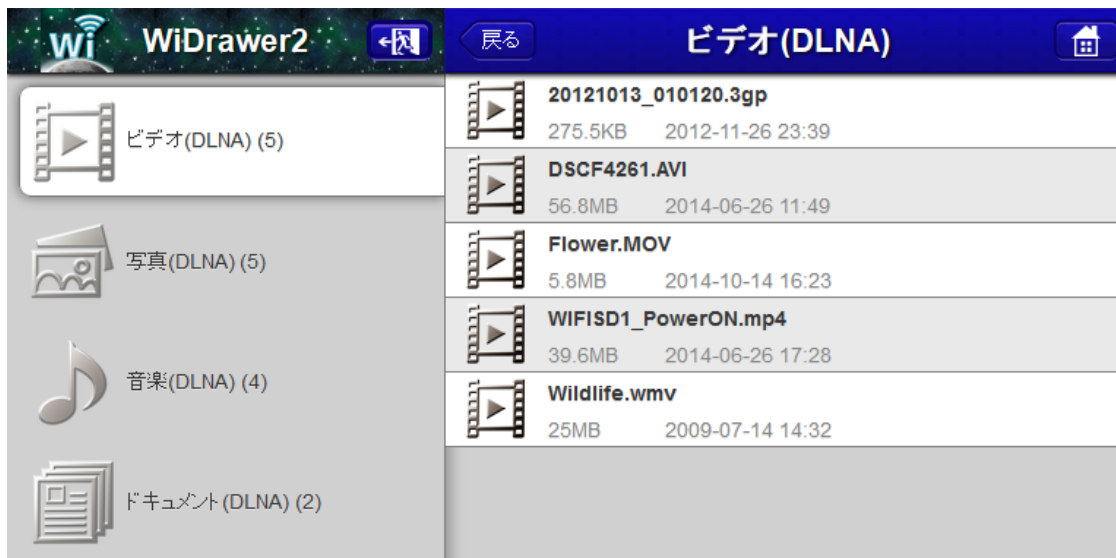 Wi
WiDrawer2
ビデオ(DLNA) (5)
写真(DLNA) (5)
音楽(DLNA) (4)
ドキュメント(DLNA) (2)
戻る
ビデオ(DLNA)
20121013_010120.3gp
275.5KB 2012-11-26 23:39
DSCF4261.AVI
56.8MB 2014-06-26 11:49
Flower.MOV
5.8MB 2014-10-14 16:23
WIFISD1_PowerON.mp4
39.6MB 2014-06-26 17:28
Wildlife.wmv
25MB 2009-07-14 14:32